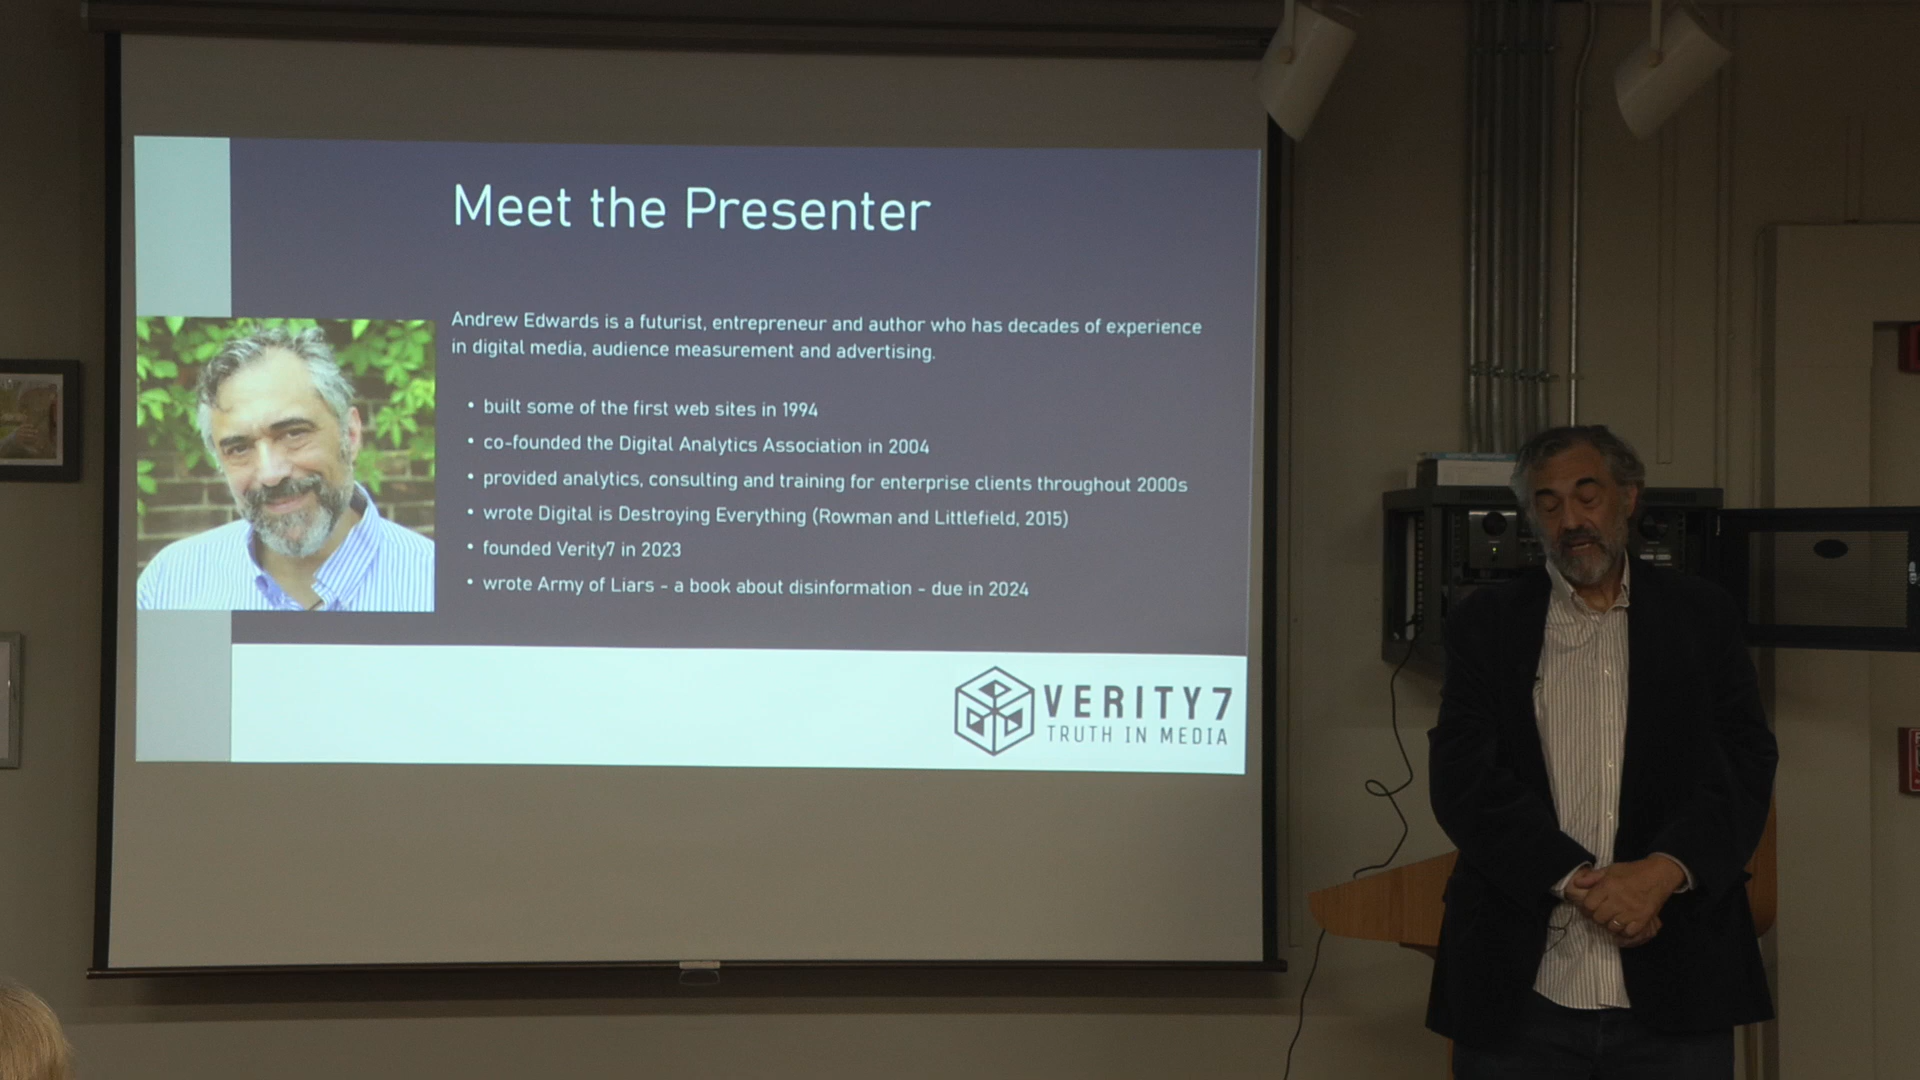 Meet the Presenter
Andrew Edwards is a futurist, entrepreneur and author who has decades of experience
in digital media, audience measurement and advertising.
• built some of the first web sites in 1994
• co-founded the Digital Analytics Association in 2004
• provided analytics, consulting and training for enterprise clients throughout 2000s
• wrote Digital is Destroying Everything (Rowman and Littlefield, 2015)
• founded Verity7 in 2023
• wrote Army of Liars - a book about disinformation - due in 2024
VERITY7
TRUTH IN MEDIA